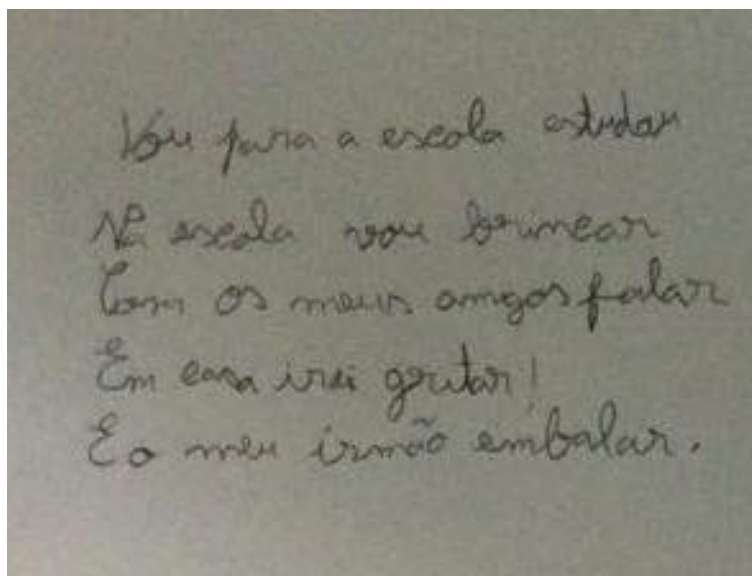 Vou para a escola estudar
Na escola vou brincar
Com os meus amigos falar
Em casa irei gritar!
E o meu irmão embalar.